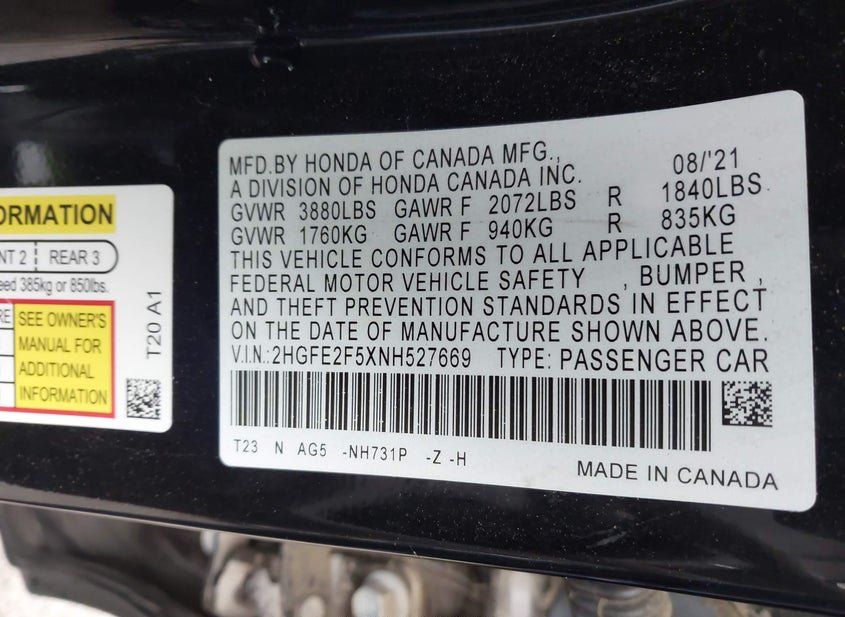 ORMATION
NT 2 REAR 3
eed 385kg or 850lbs.
RE
SEE OWNER'S
MANUAL FOR
ADDITIONAL
INFORMATION
T20 A1
MFD.BY HONDA OF CANADA MFG., 08/'21
A DIVISION OF HONDA CANADA INC.
GVWR 3880LBS GAWR F 2072LBS R 1840LBS
GVWR 1760KG GAWR F 940KG R 835KG
THIS VEHICLE CONFORMS TO ALL APPLICABLE
FEDERAL MOTOR VEHICLE SAFETY , BUMPER ,
AND THEFT PREVENTION STANDARDS IN EFFECT
ON THE DATE OF MANUFACTURE SHOWN ABOVE.
V.I.N.:2HGFE2F5XNH527669 TYPE: PASSENGER CAR
T23 N AG5 -NH731P -Z -H
MADE IN CANADA